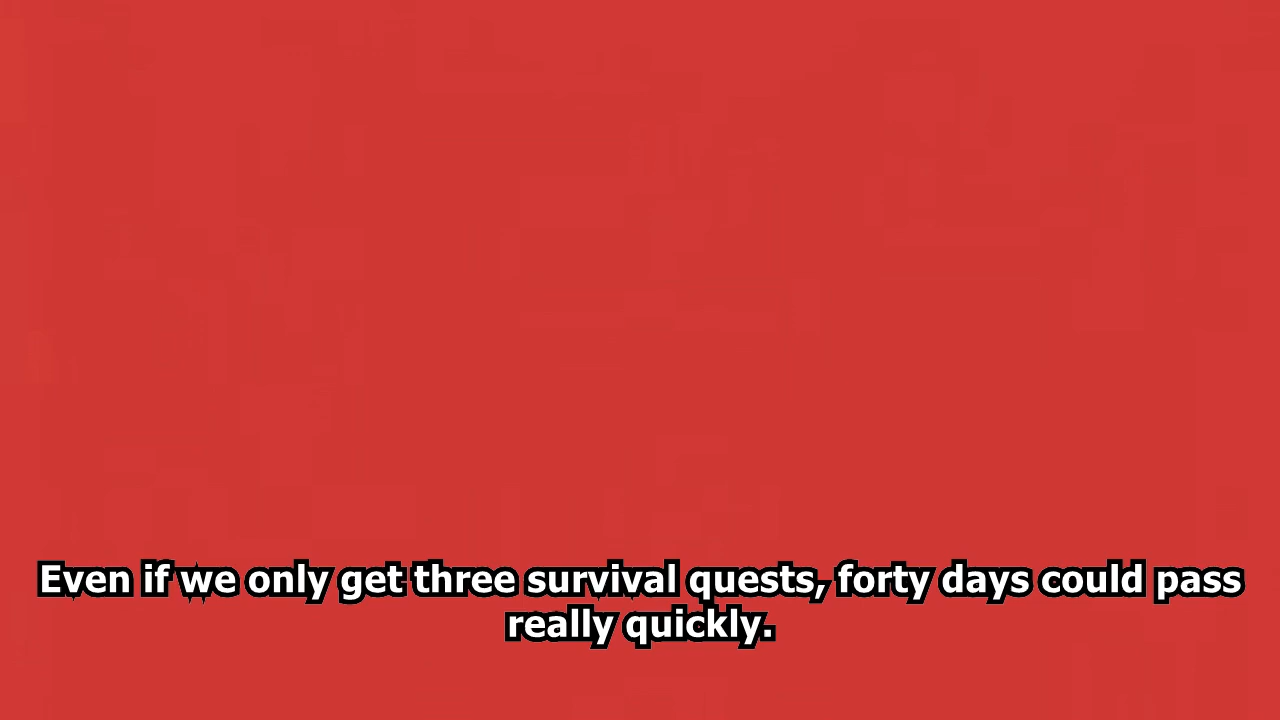 Even if we only get three survival quests, forty days could pass
really quickly.